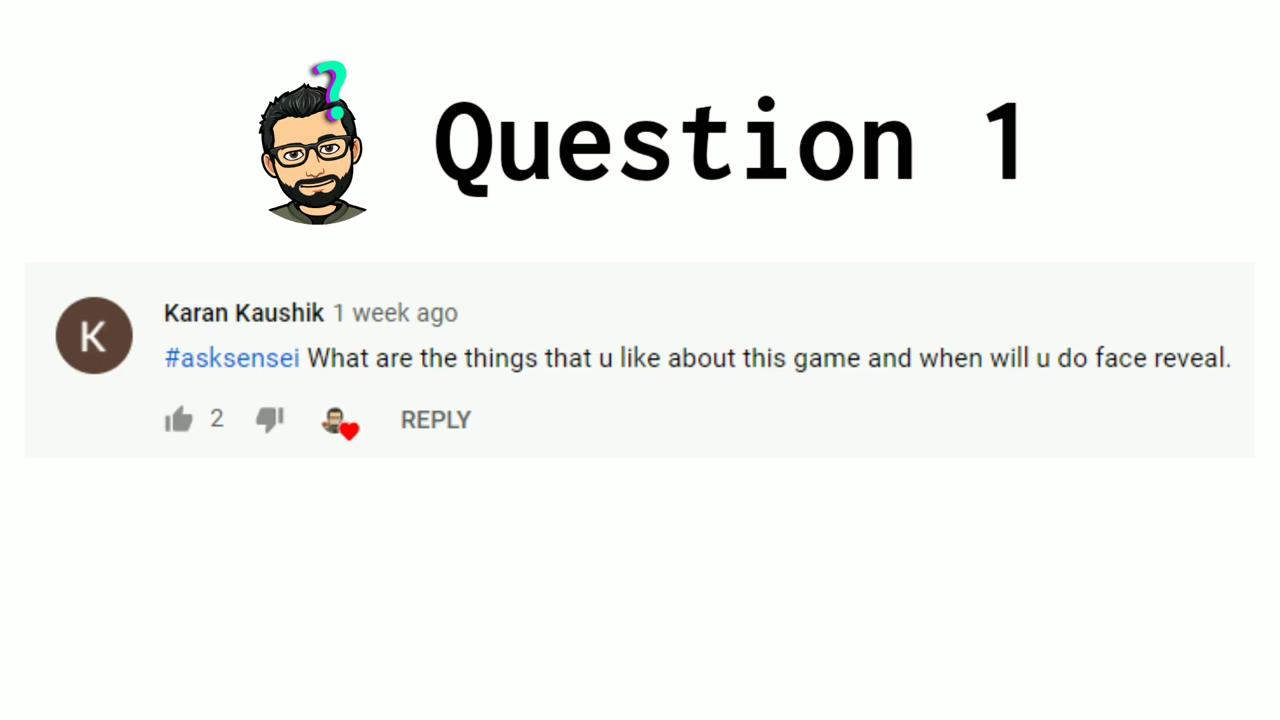 ?
Question 1
K
Karan Kaushik 1 week ago
#asksensei What are the things that u like about this game and when will u do face reveal.
2
REPLY